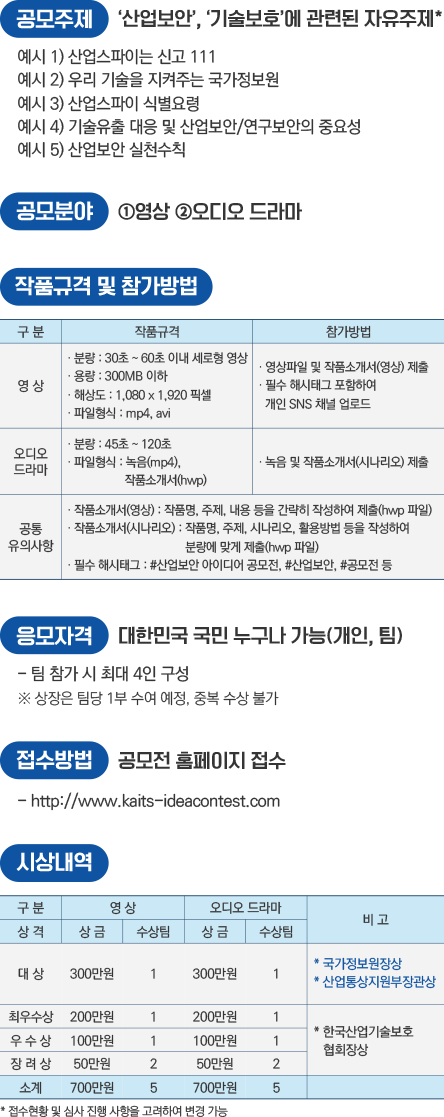 공모주제 ‘산업보안’, ‘기술보호’에 관련된 자유주제*
예시 1) 산업스파이는 신고 111
예시 2) 우리 기술을 지켜주는 국가정보원
예시 3) 산업스파이 식별요령
예시 4) 기술유출 대응 및 산업보안/연구보안의 중요성
예시 5) 산업보안 실천수칙
공모분야 ①영상 ②오디오 드라마
작품규격 및 참가방법
구 분 작품규격 참가방법
영 상
· 분량 : 30초 ~ 60초 이내 세로형 영상
· 용량 : 300MB 이하
· 해상도 : 1,080 x 1,920 픽셀
· 파일형식 : mp4, avi
· 영상파일 및 작품소개서(영상) 제출
· 필수 해시태그 포함하여
개인 SNS 채널 업로드
오디오
드라마
· 분량 : 45초 ~ 120초
· 파일형식 : 녹음(mp4),
작품소개서(hwp)
· 녹음 및 작품소개서(시나리오) 제출
공통
유의사항
· 작품소개서(영상) : 작품명, 주제, 내용 등을 간략히 작성하여 제출(hwp 파일)
· 작품소개서(시나리오) : 작품명, 주제, 시나리오, 활용방법 등을 작성하여
분량에 맞게 제출(hwp 파일)
· 필수 해시태그 : #산업보안 아이디어 공모전, #산업보안, #공모전 등
응모자격 대한민국 국민 누구나 가능(개인, 팀)
- 팀 참가 시 최대 4인 구성
※ 상장은 팀당 1부 수여 예정, 중복 수상 불가
접수방법 공모전 홈페이지 접수
- http://www.kaits-ideacontest.com
시상내역
구 분 영 상 오디오 드라마 비 고
상 격 상 금 수상팀 상 금 수상팀
대 상 300만원 1 300만원 1
* 국가정보원장상
* 산업통상지원부장관상
최우수상 200만원 1 200만원 1
우 수 상 100만원 1 100만원 1
장 려 상 50만원 2 50만원 2
* 한국산업기술보호
협회장상
소계 700만원 5 700만원 5
* 접수현황 및 심사 진행 사항을 고려하여 변경 가능